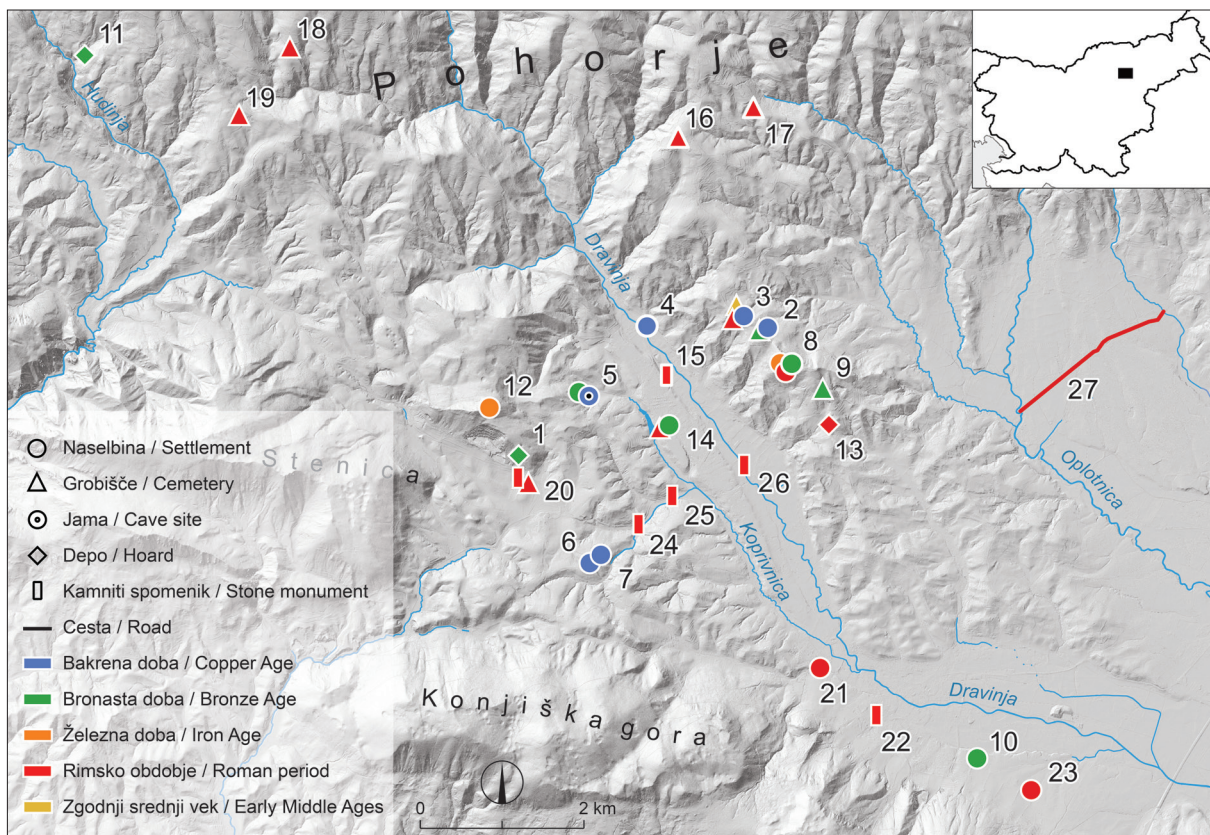 11
18
Pohorje
Hudinja
19
16
17
Dravinja
4
3
2
15
8
5
9
27
12
14
13
1
Stenica
20
26
Oplotnica
25
24
6
7
Koprivnica
Konjiška gora
21
Dravinja
22
10
23
Naselbina / Settlement
Grobišče / Cemetery
Jama / Cave site
Depo / Hoard
Kamniti spomenik / Stone monument
Cesta / Road
Bakrena doba / Copper Age
Bronasta doba / Bronze Age
Železna doba / Iron Age
Rimsko obdobje / Roman period
Zgodnji srednji vek / Early Middle Ages
0 2 km